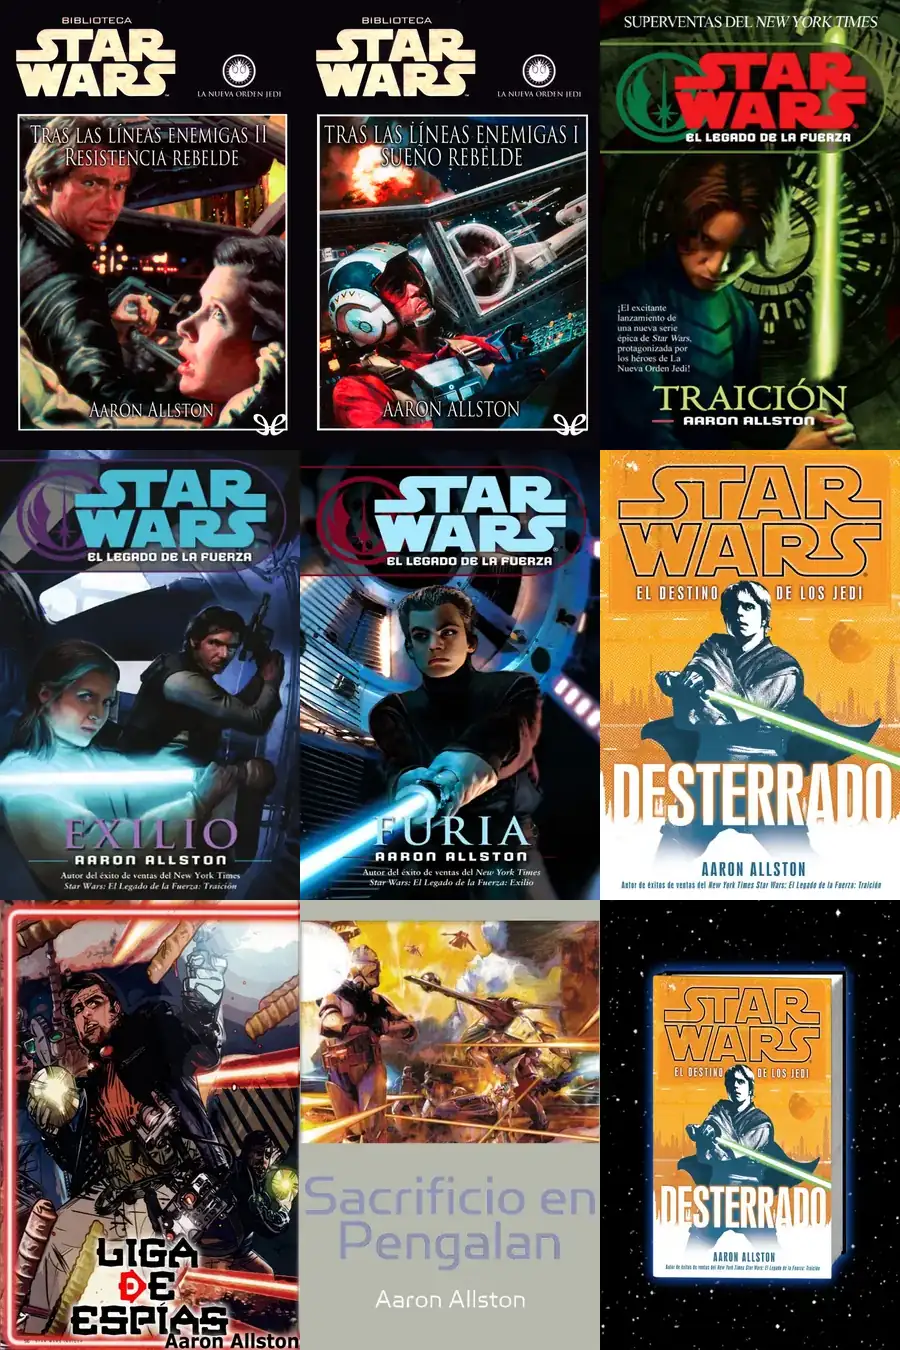 BIBLIOTECA
STAR
WARS
LA NUEVA ORDEN JEDI
TRAS LAS LÍNEAS ENEMIGAS II
RESISTENCIA REBELDE
AARON ALLSTON
BIBLIOTECA
STAR
WARS
LA NUEVA ORDEN JEDI
TRAS LAS LÍNEAS ENEMIGAS I
SUEÑO REBELDE
AARON ALLSTON
SUPERVENTAS DEL NEW YORK TIMES
STAR
WARS
EL LEGADO DE LA FUERZA
¡El excitante
lanzamiento de
una nueva serie
épica de Star Wars,
protagonizada por
los héroes de La
Nueva Orden Jedi!
TRAICIÓN
AARON ALLSTON
STAR
WARS
EL LEGADO DE LA FUERZA
EXILIO
AARON ALLSTON
Autor del éxito de ventas del New York Times
Star Wars: El Legado de la Fuerza: Traición
STAR
WARS
EL LEGADO DE LA FUERZA
FURIA
AARON ALLSTON
Autor del éxito de ventas del New York Times
Star Wars: El Legado de la Fuerza: Exilio
STAR
WARS
EL DESTINO DE LOS JEDI
DESTERRADO
AARON ALLSTON
Autor de éxitos de ventas del New York Times Star Wars: El Legado de la Fuerza: Traición
LIGA
DE
ESPÍAS
Aaron Allston
Sacrificio en
Pengalan
Aaron Allston
STAR
WARS
EL DESTINO DE LOS JEDI
DESTERRADO
AARON ALLSTON
Autor de éxitos de ventas del New York Times Star Wars: El Legado de la Fuerza: Traición